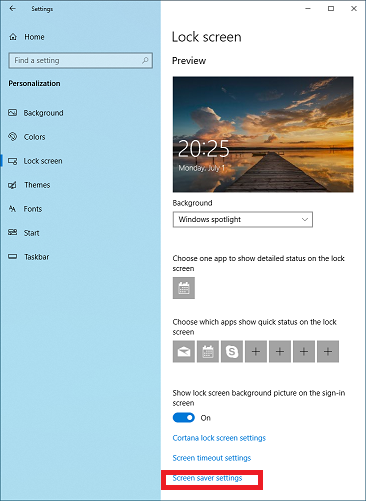 Settings
Home
Find a setting
Personalization
Background
Colors
Lock screen
Themes
Fonts
Start
Taskbar
Lock screen
Preview
20:25
Monday, July 1
Background
Windows spotlight
Choose one app to show detailed status on the lock
screen
Choose which apps show quick status on the lock
screen
Show lock screen background picture on the sign-in
screen
On
Cortana lock screen settings
Screen timeout settings
Screen saver settings